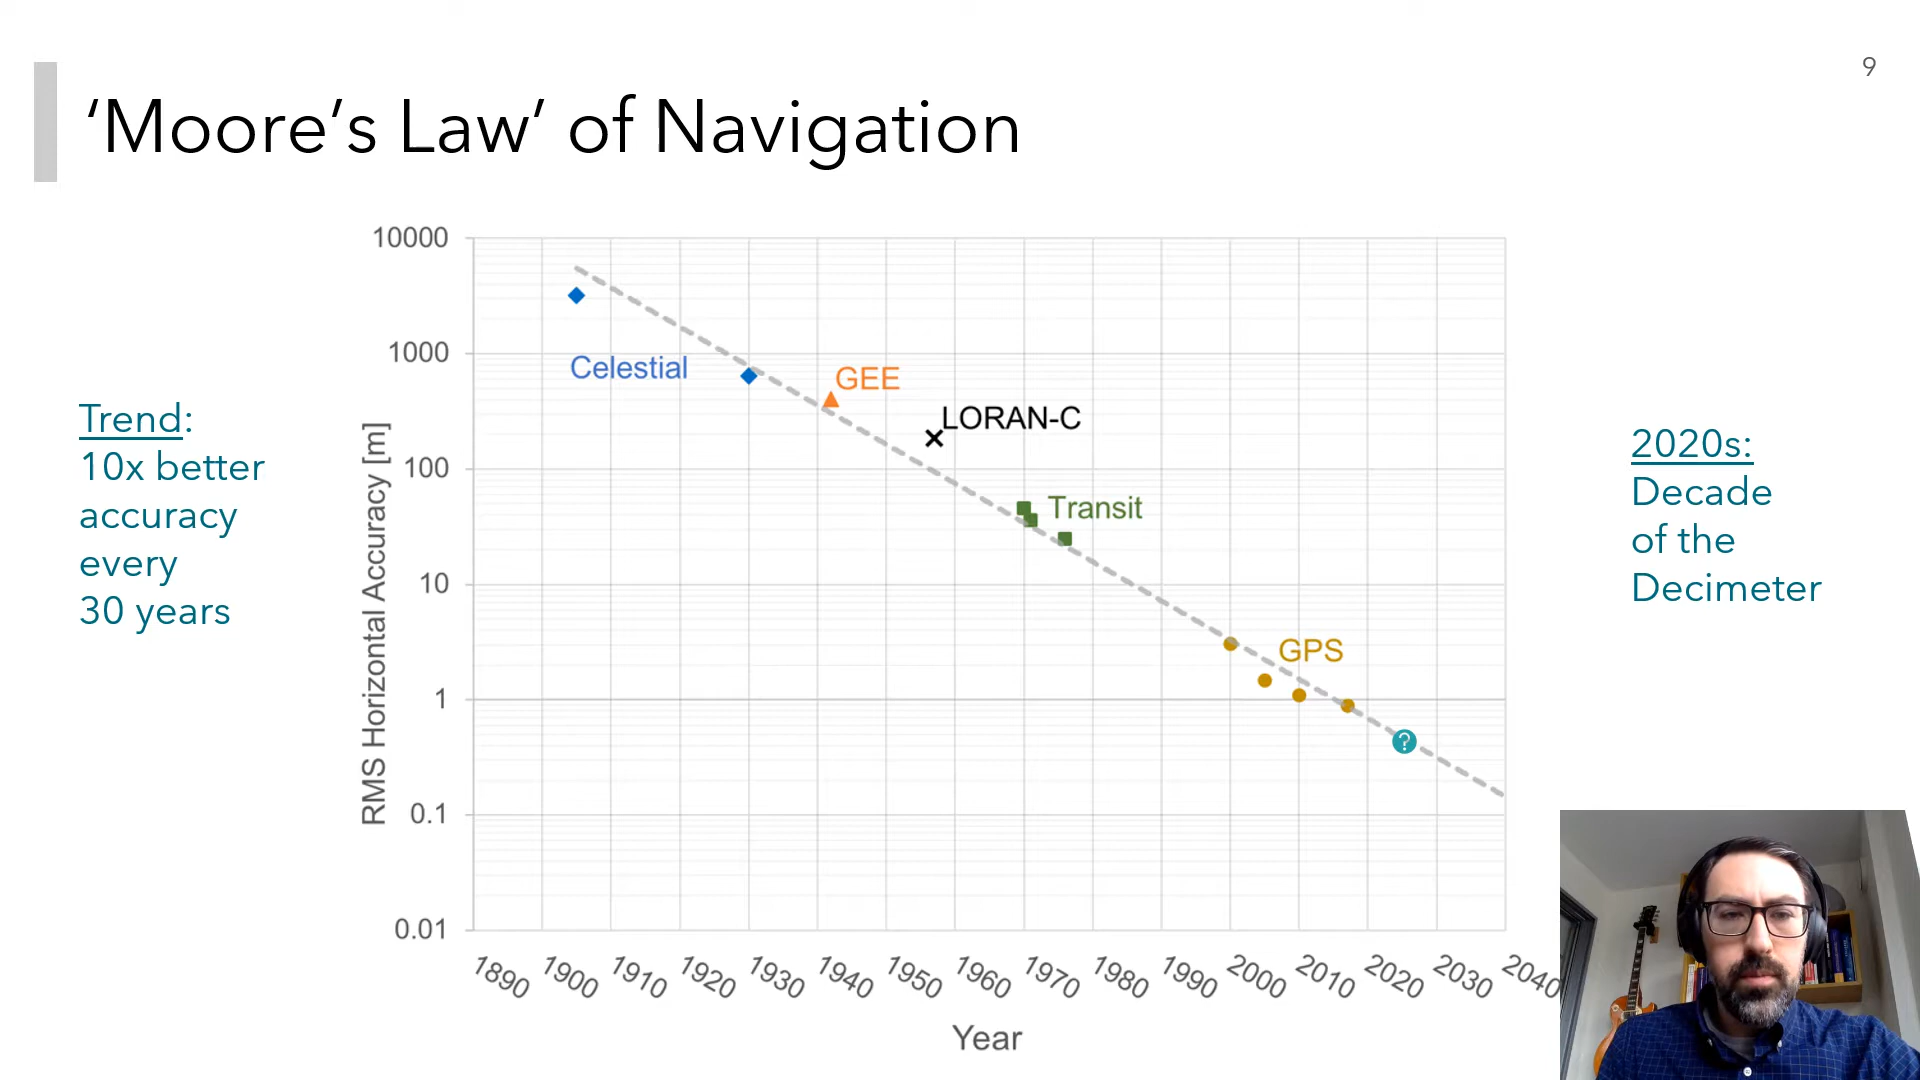 9
‘Moore’s Law’ of Navigation
Trend:
10x better
accuracy
every
30 years
RMS Horizontal Accuracy [m]
10000
1000
100
10
1
0.1
0.01
Celestial
GEE
LORAN-C
Transit
GPS
?
1890 1900 1910 1920 1930 1940 1950 1960 1970 1980 1990 2000 2010 2020 2030 2040
Year
2020s:
Decade
of the
Decimeter